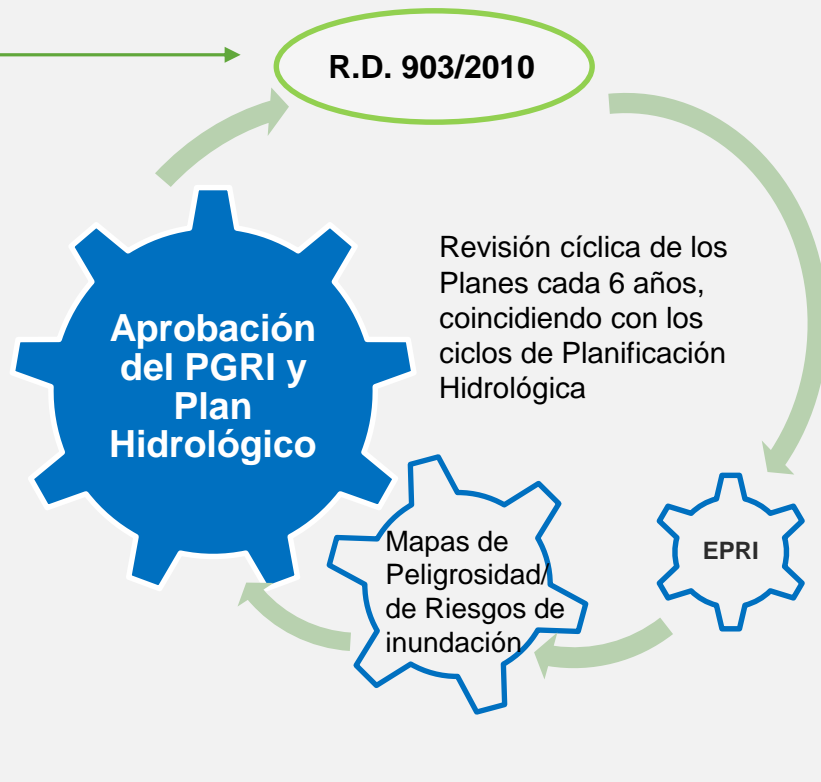 R.D. 903/2010
Revisión cíclica de los
Planes cada 6 años,
coincidiendo con los
ciclos de Planificación
Hidrológica
Aprobación
del PGRI y
Plan
Hidrológico
Mapas de
Peligrosidad/
de Riesgos de
inundación
EPRI